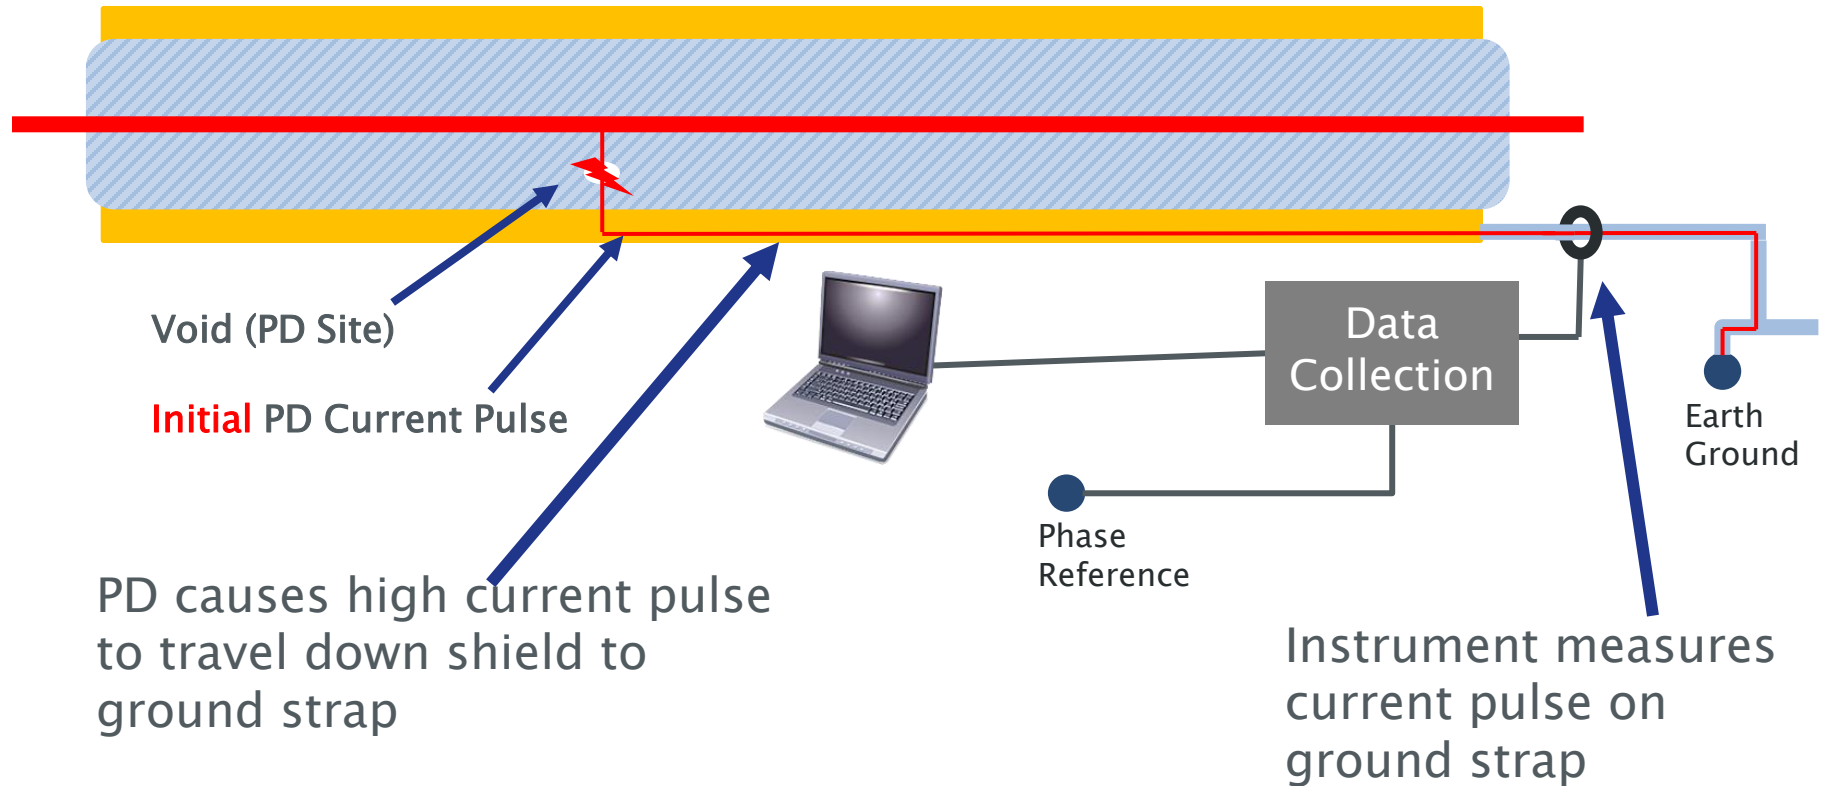 Void (PD Site)
Initial PD Current Pulse
Data
Collection
Earth
Ground
Phase
Reference
PD causes high current pulse
to travel down shield to
ground strap
Instrument measures
current pulse on
ground strap